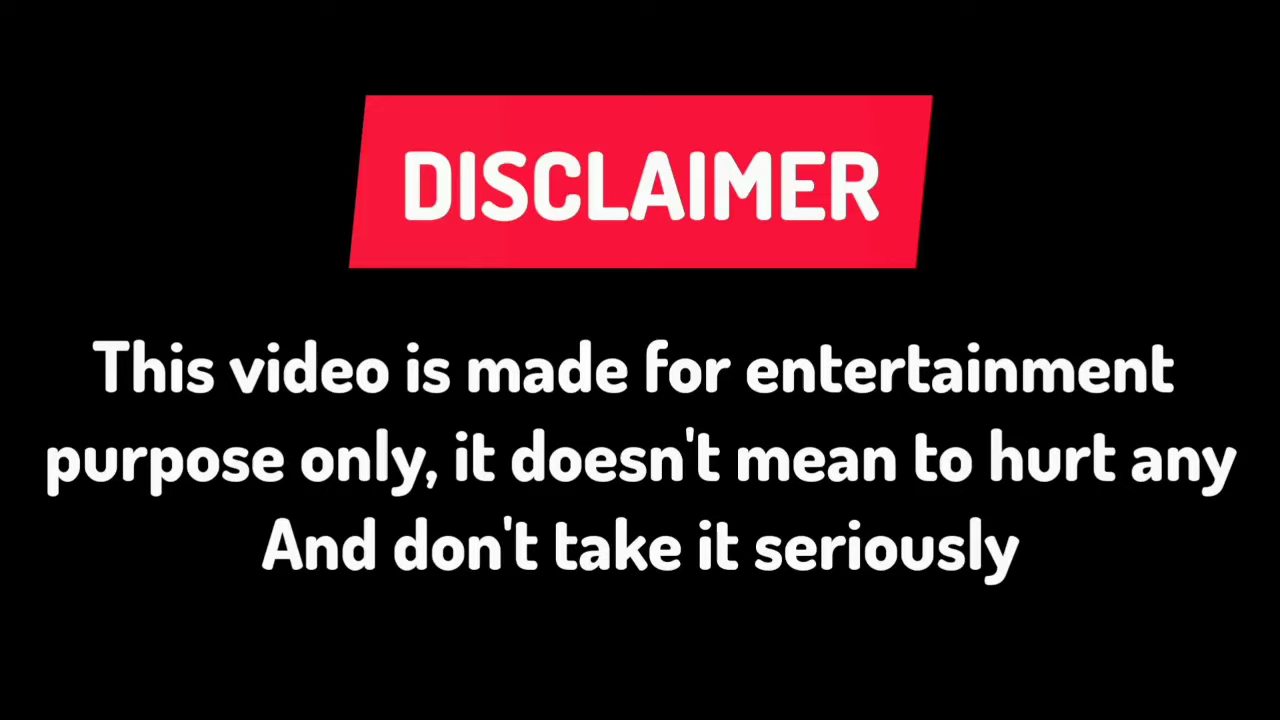 DISCLAIMER
This video is made for entertainment
purpose only, it doesn't mean to hurt any
And don't take it seriously